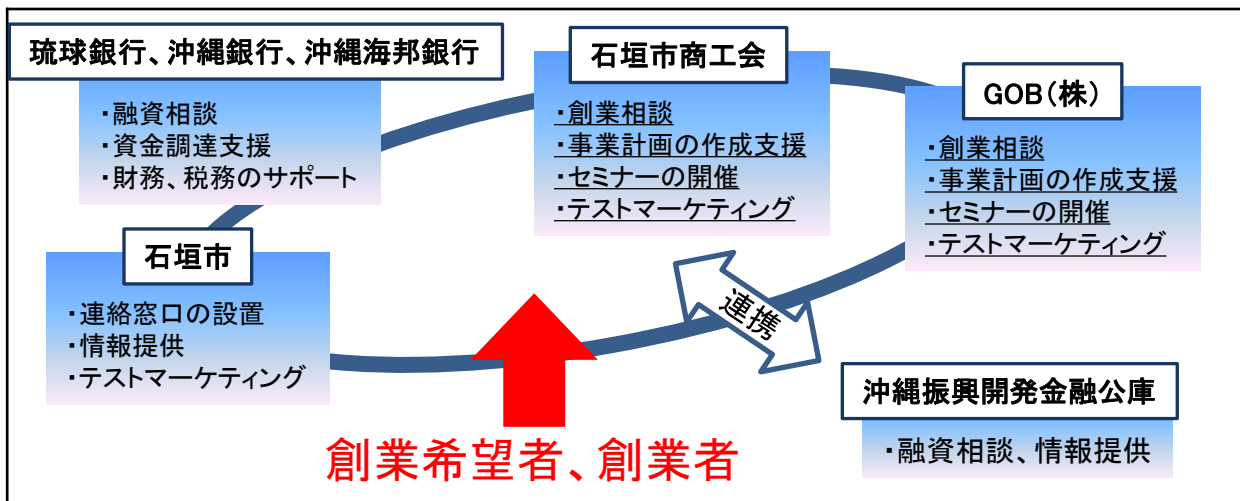 琉球銀行、沖縄銀行、沖縄海邦銀行
・融資相談
・資金調達支援
・財務、税務のサポート
石垣市商工会
・創業相談
・事業計画の作成支援
・セミナーの開催
・テストマーケティング
GOB(株)
・創業相談
・事業計画の作成支援
・セミナーの開催
・テストマーケティング
石垣市
・連絡窓口の設置
・情報提供
・テストマーケティング
連携
沖縄振興開発金融公庫
・融資相談、情報提供
創業希望者、創業者